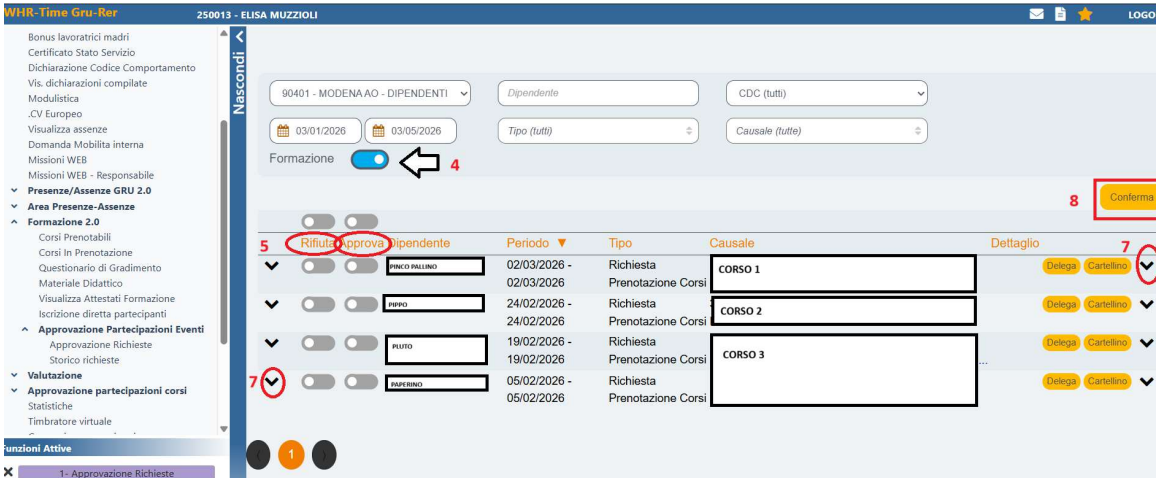 WHR-Time Gru-Rer
250013 - ELISA MUZZIOLI
LOGO
Bonus lavoratrici madri
Certificato Stato Servizio
Dichiarazione Codice Comportamento
Vis. dichiarazioni compilate
Modulistica
.CV Europeo
Visualizza assenze
Domanda Mobilita interna
Missioni WEB
Missioni WEB - Responsabile
Presenze/Assenze GRU 2.0
Area Presenze-Assenze
Formazione 2.0
Corsi Prenotabili
Corsi In Prenotazione
Questionario di Gradimento
Materiale Didattico
Visualizza Attestati Formazione
Iscrizione diretta partecipanti
Approvazione Partecipazioni Eventi
Approvazione Richieste
Storico richieste
Valutazione
Approvazione partecipazioni corsi
Statistiche
Timbratore virtuale
Funzioni Attive
1- Approvazione Richieste
Nascondi
90401 - MODENA AO - DIPENDENTI
Dipendente
CDC (tutti)
03/01/2026
03/05/2026
Tipo (tutti)
Causale (tutte)
Formazione
4
8
Conferma
5
Rifiuta Approva Dipendente Periodo ▼ Tipo Causale Dettaglio
7
PINCO PALLINO 02/03/2026 - Richiesta CORSO 1 Delega Cartellino
02/03/2026 Prenotazione Corsi
PIPPO 24/02/2026 - Richiesta CORSO 2 Delega Cartellino
24/02/2026 Prenotazione Corsi
PLUTO 19/02/2026 - Richiesta CORSO 3 Delega Cartellino
19/02/2026 Prenotazione Corsi ...
7 PAPERINO 05/02/2026 - Richiesta Delega Cartellino
05/02/2026 Prenotazione Corsi
1